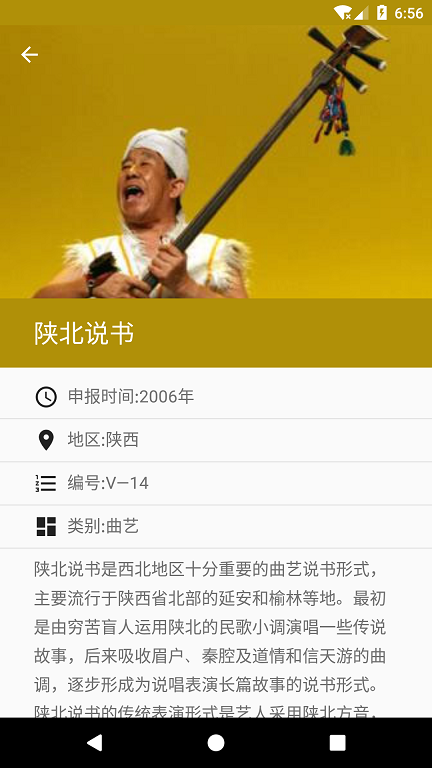 6:56
陕北说书
申报时间:2006年
地区:陕西
编号:Ⅴ—14
类别:曲艺
陕北说书是西北地区十分重要的曲艺说书形式，
主要流行于陕西省北部的延安和榆林等地。最初
是由穷苦盲人运用陕北的民歌小调演唱一些传说
故事，后来吸收眉户、秦腔及道情和信天游的曲
调，逐步形成为说唱表演长篇故事的说书形式。
陕北说书的传统表演形式是艺人采用陕北方音，